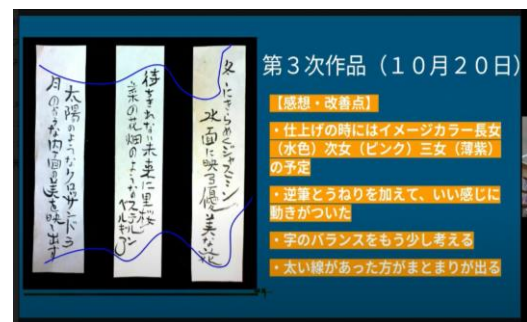 第３次作品（１０月２０日）
【感想・改善点】
・仕上げの時にはイメージカラー長女
（水色）次女（ピンク）三女（薄紫）
の予定
・逆筆とうねりを加えて、いい感じに
動きがついた
・字のバランスをもう少し考える
・太い線があった方がまとまりが出る
冬にきらめくジャスミン
水面に映る優美な姿
待ちきれない未来に里桜
菜の花畑のような
太陽のようなクロッサンドラ
月のような内面の美を映し出す